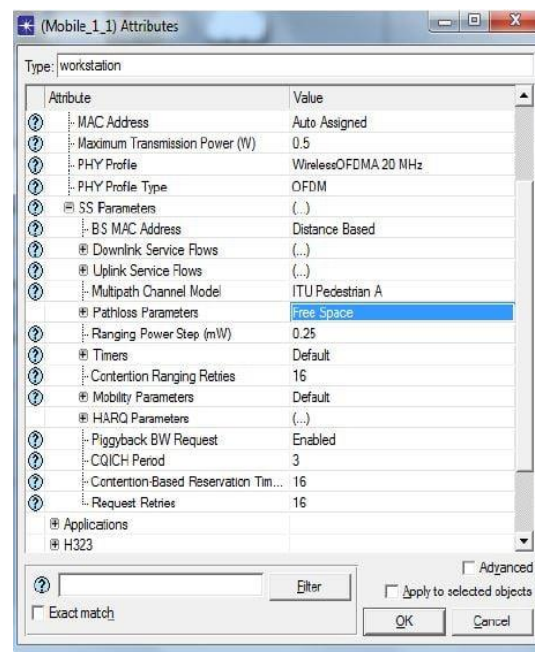 (Mobile_1_1) Attributes
Type: workstation
Attribute Value
MAC Address Auto Assigned
Maximum Transmission Power (W) 0.5
PHY Profile WirelessOFDMA 20 MHz
PHY Profile Type OFDM
SS Parameters (...)
BS MAC Address Distance Based
Downlink Service Flows (...)
Uplink Service Flows (...)
Multipath Channel Model ITU Pedestrian A
Pathloss Parameters Free Space
Ranging Power Step (mW) 0.25
Timers Default
Contention Ranging Retries 16
Mobility Parameters Default
HARQ Parameters (...)
Piggyback BW Request Enabled
CQICH Period 3
Contention-Based Reservation Tim... 16
Request Retries 16
Applications
H323
Advanced
Filter
Apply to selected objects
Exact match
OK Cancel